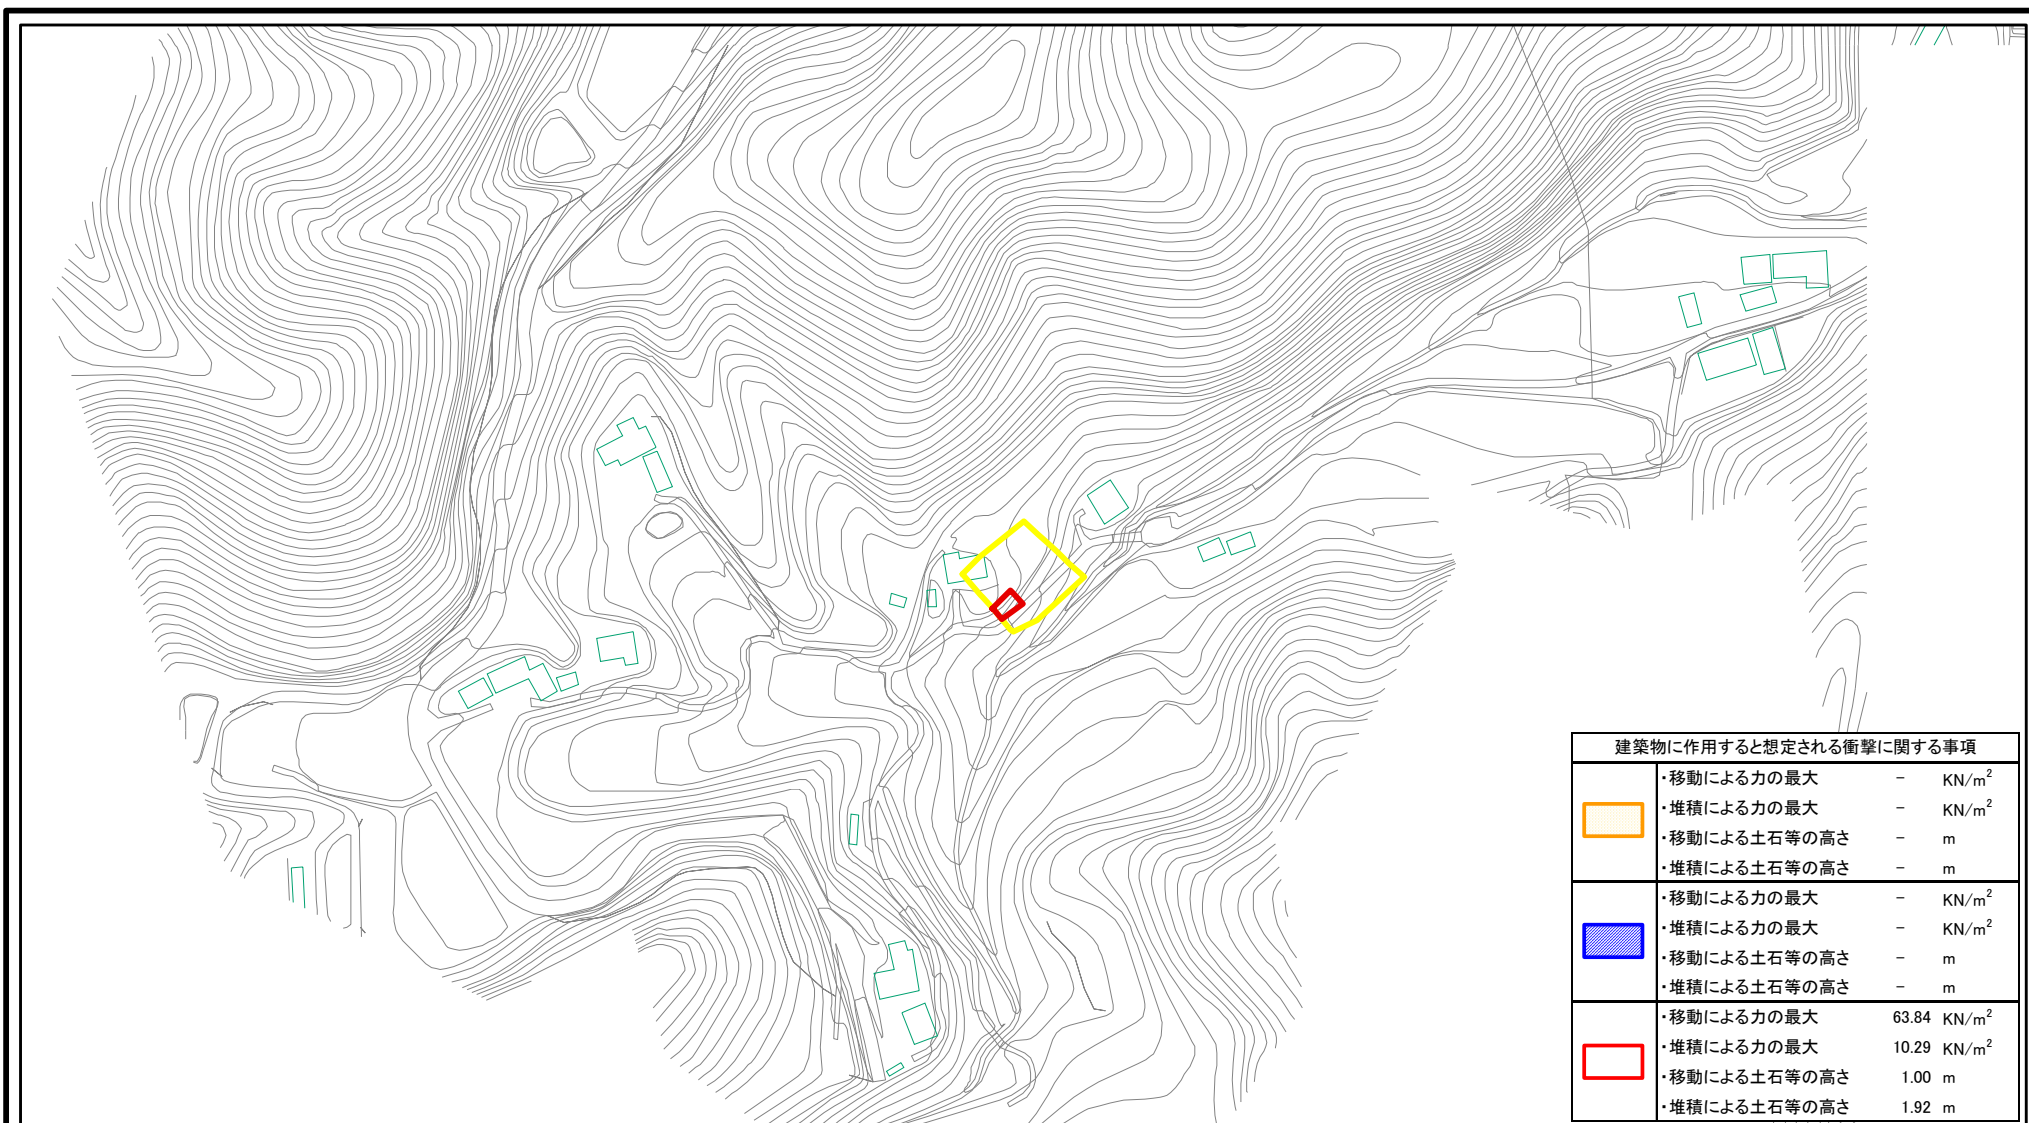 建築物に作用すると想定される衝撃に関する事項
・移動による力の最大 － KN/m²
・堆積による力の最大 － KN/m²
・移動による土石等の高さ － m
・堆積による土石等の高さ － m
・移動による力の最大 － KN/m²
・堆積による力の最大 － KN/m²
・移動による土石等の高さ － m
・堆積による土石等の高さ － m
・移動による力の最大 63.84 KN/m²
・堆積による力の最大 10.29 KN/m²
・移動による土石等の高さ 1.00 m
・堆積による土石等の高さ 1.92 m